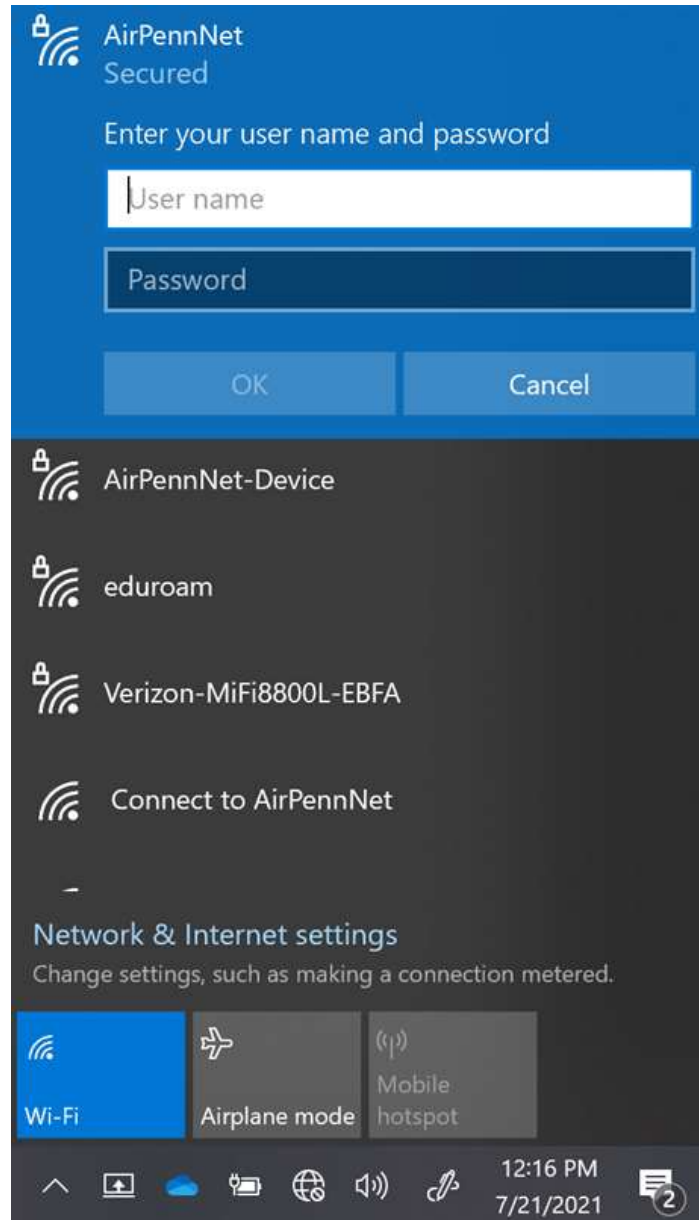 AirPennNet
Secured
Enter your user name and password
User name
Password
OK
Cancel
AirPennNet-Device
eduroam
Verizon-MiFi8800L-EBFA
Connect to AirPennNet
Network & Internet settings
Change settings, such as making a connection metered.
Wi-Fi
Airplane mode
Mobile
hotspot
12:16 PM
7/21/2021
2